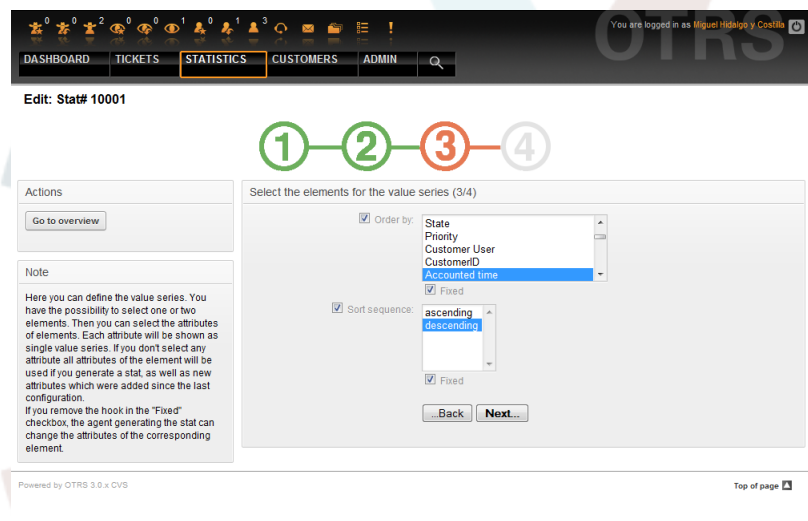 0 0 2 0 0 1 0 1 3
You are logged in as Miguel Hidalgo y Costilla
OTRS
DASHBOARD TICKETS STATISTICS CUSTOMERS ADMIN
Edit: Stat# 10001
1 2 3 4
Actions
Go to overview
Note
Here you can define the value series. You
have the possibility to select one or two
elements. Then you can select the attributes
of elements. Each attribute will be shown as
single value series. If you don't select any
attribute all attributes of the element will be
used if you generate a stat, as well as new
attributes which were added since the last
configuration.
If you remove the hook in the "Fixed"
checkbox, the agent generating the stat can
change the attributes of the corresponding
element.
Select the elements for the value series (3/4)
Order by:
State
Priority
Customer User
CustomerID
Accounted time
Fixed
Sort sequence:
ascending
descending
Fixed
...Back Next...
Powered by OTRS 3.0.x CVS
Top of page